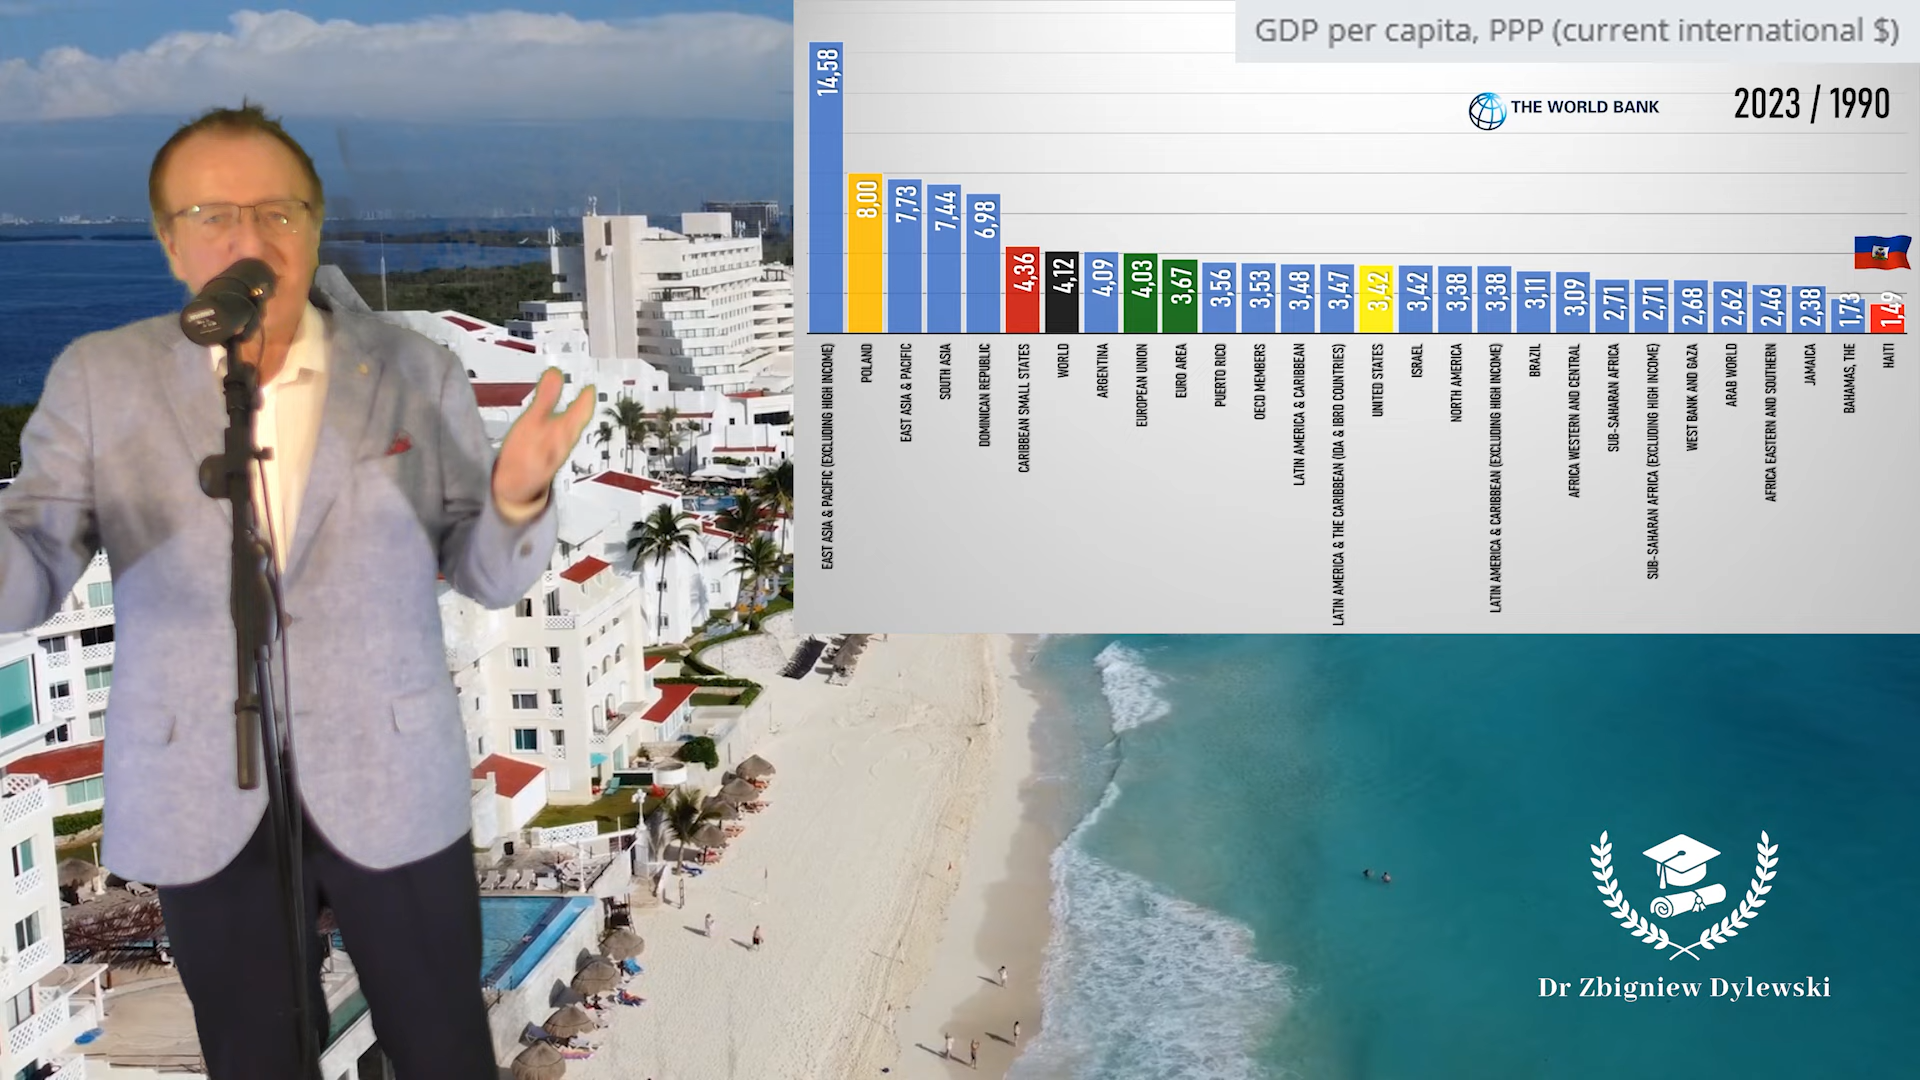 GDP per capita, PPP (current international $)
THE WORLD BANK
2023 / 1990
14,58
8,00
7,73
7,44
6,98
4,36
4,12
4,09
4,03
3,67
3,56
3,53
3,48
3,47
3,42
3,42
3,38
3,38
3,11
3,09
2,71
2,71
2,68
2,62
2,46
2,38
1,73
1,49
EAST ASIA & PACIFIC (EXCLUDING HIGH INCOME)
POLAND
EAST ASIA & PACIFIC
SOUTH ASIA
DOMINICAN REPUBLIC
CARIBBEAN SMALL STATES
WORLD
ARGENTINA
EUROPEAN UNION
EURO AREA
PUERTO RICO
OECD MEMBERS
LATIN AMERICA & CARIBBEAN
LATIN AMERICA & THE CARIBBEAN (IDA & IBRD COUNTRIES)
UNITED STATES
ISRAEL
NORTH AMERICA
LATIN AMERICA & CARIBBEAN (EXCLUDING HIGH INCOME)
BRAZIL
AFRICA WESTERN AND CENTRAL
SUB-SAHARAN AFRICA
SUB-SAHARAN AFRICA (EXCLUDING HIGH INCOME)
WEST BANK AND GAZA
ARAB WORLD
AFRICA EASTERN AND SOUTHERN
JAMAICA
BAHAMAS, THE
HAITI
Dr Zbigniew Dylewski